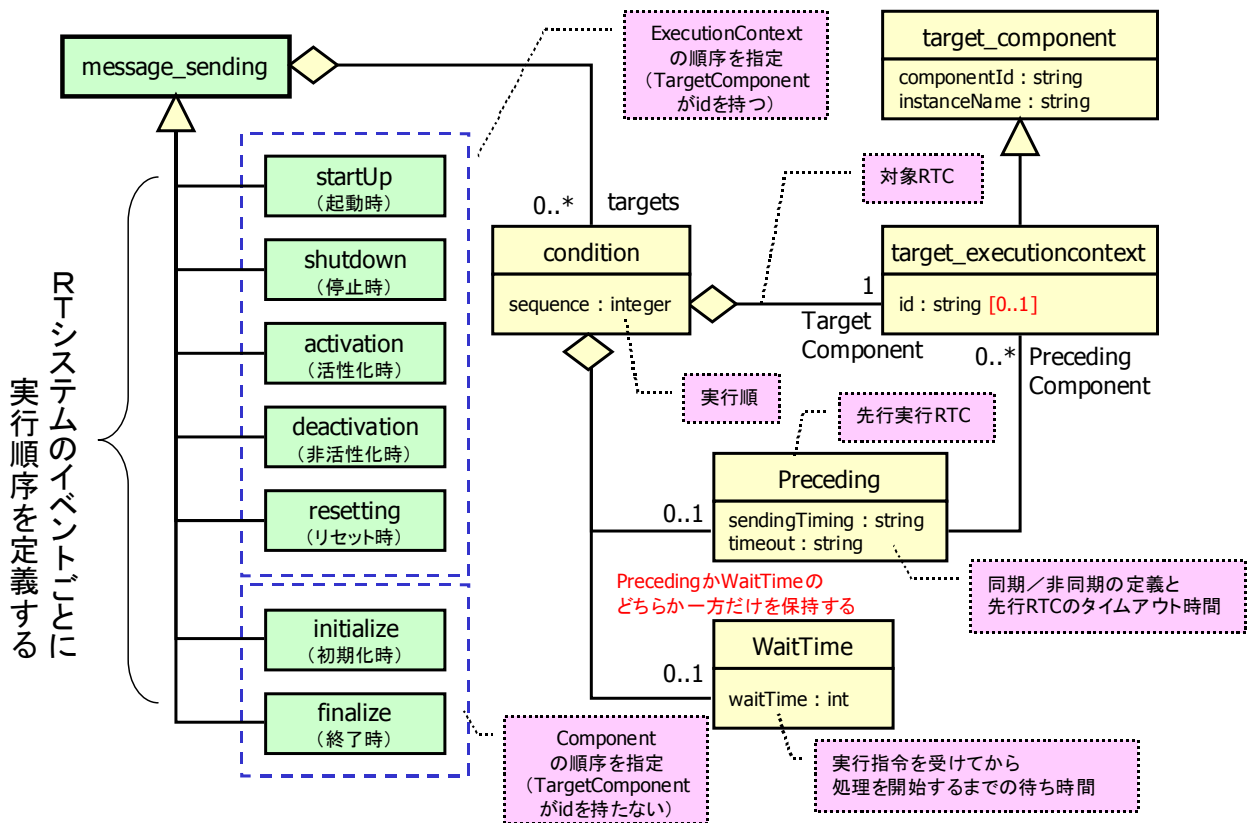 message_sending
ExecutionContext
の順序を指定
（TargetComponent
がidを持つ）
target_component
componentId : string
instanceName : string
startUp
（起動時）
対象RTC
0..*
targets
shutdown
（停止時）
condition
sequence : integer
target_executioncontext
id : string [0..1]
1
Target
Component
0..*
Preceding
Component
activation
（活性化時）
実行順
先行実行RTC
deactivation
（非活性化時）
Preceding
sendingTiming : string
timeout : string
0..1
resetting
（リセット時）
RTシステムのイベントごとに
実行順序を定義する
PrecedingかWaitTimeの
どちらか一方だけを保持する
同期／非同期の定義と
先行RTCのタイムアウト時間
initialize
（初期化時）
WaitTime
waitTime : int
0..1
finalize
（終了時）
Component
の順序を指定
（TargetComponent
がidを持たない）
実行指令を受けてから
処理を開始するまでの待ち時間